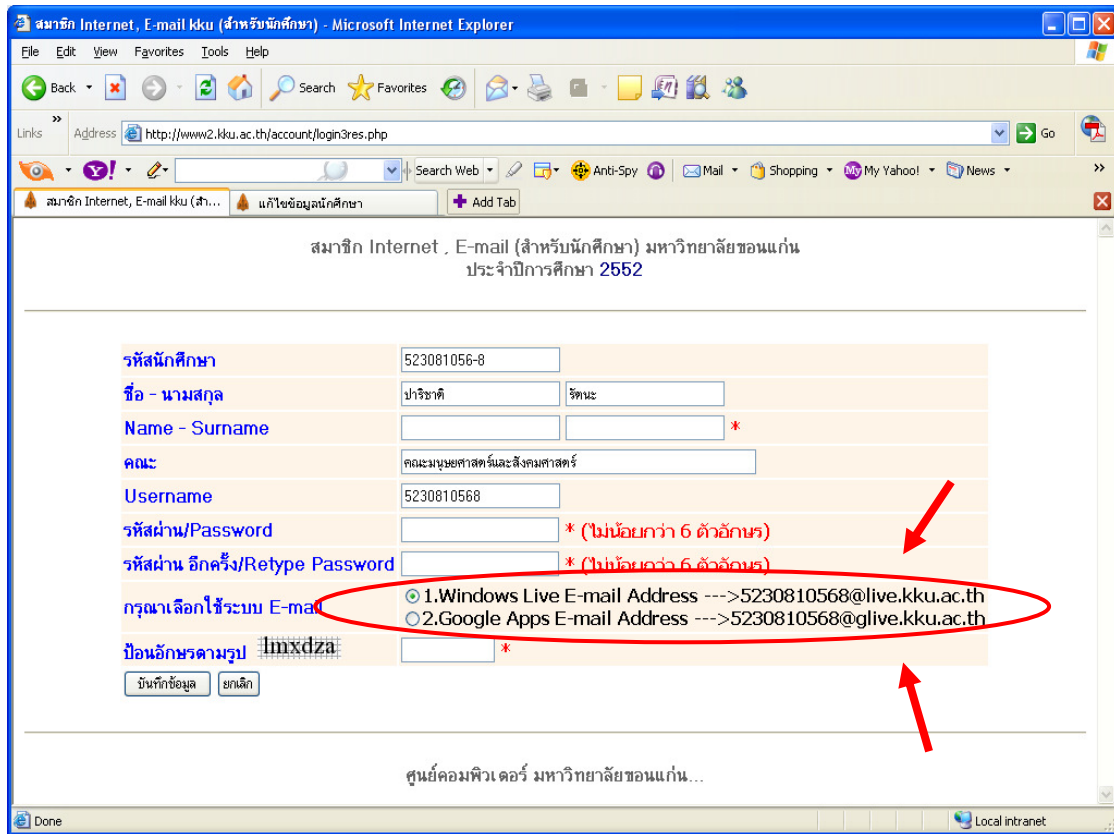 สมาชิก Internet, E-mail kku (สำหรับนักศึกษา) - Microsoft Internet Explorer
File Edit View Favorites Tools Help
Back Search Favorites
Links Address http://www2.kku.ac.th/account/login3res.php Go
Y! Search Web Anti-Spy Mail Shopping My Yahoo! News
สมาชิก Internet, E-mail kku (สำ... แก้ไขข้อมูลนักศึกษา Add Tab
สมาชิก Internet , E-mail (สำหรับนักศึกษา) มหาวิทยาลัยขอนแก่น
ประจำปีการศึกษา 2552
รหัสนักศึกษา 523081056-8
ชื่อ - นามสกุล ปาริชาติ รัตนะ
Name - Surname *
คณะ คณะมนุษยศาสตร์และสังคมศาสตร์
Username 5230810568
รหัสผ่าน/Password * (ไม่น้อยกว่า 6 ตัวอักษร)
รหัสผ่าน อีกครั้ง/Retype Password * (ไม่น้อยกว่า 6 ตัวอักษร)
กรุณาเลือกใช้ระบบ E-mail 1.Windows Live E-mail Address --->5230810568@live.kku.ac.th
2.Google Apps E-mail Address --->5230810568@glive.kku.ac.th
ป้อนอักษรตามรูป lmxdza *
บันทึกข้อมูล ยกเลิก
ศูนย์คอมพิวเตอร์ มหาวิทยาลัยขอนแก่น...
Done Local intranet